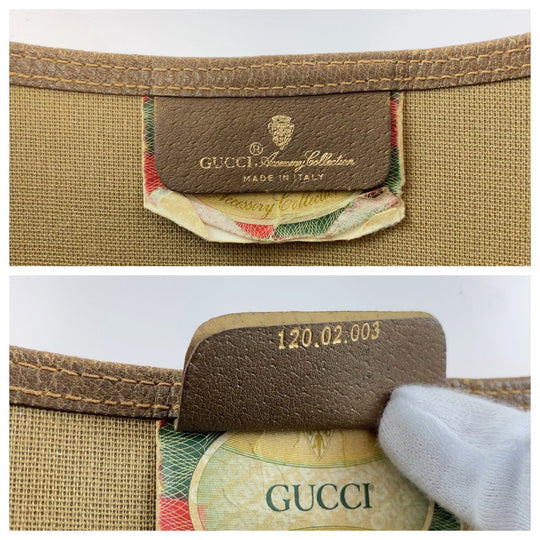 GUCCI® Accessory Collection
MADE IN ITALY
Accessory Collection
120.02.003
GUCCI